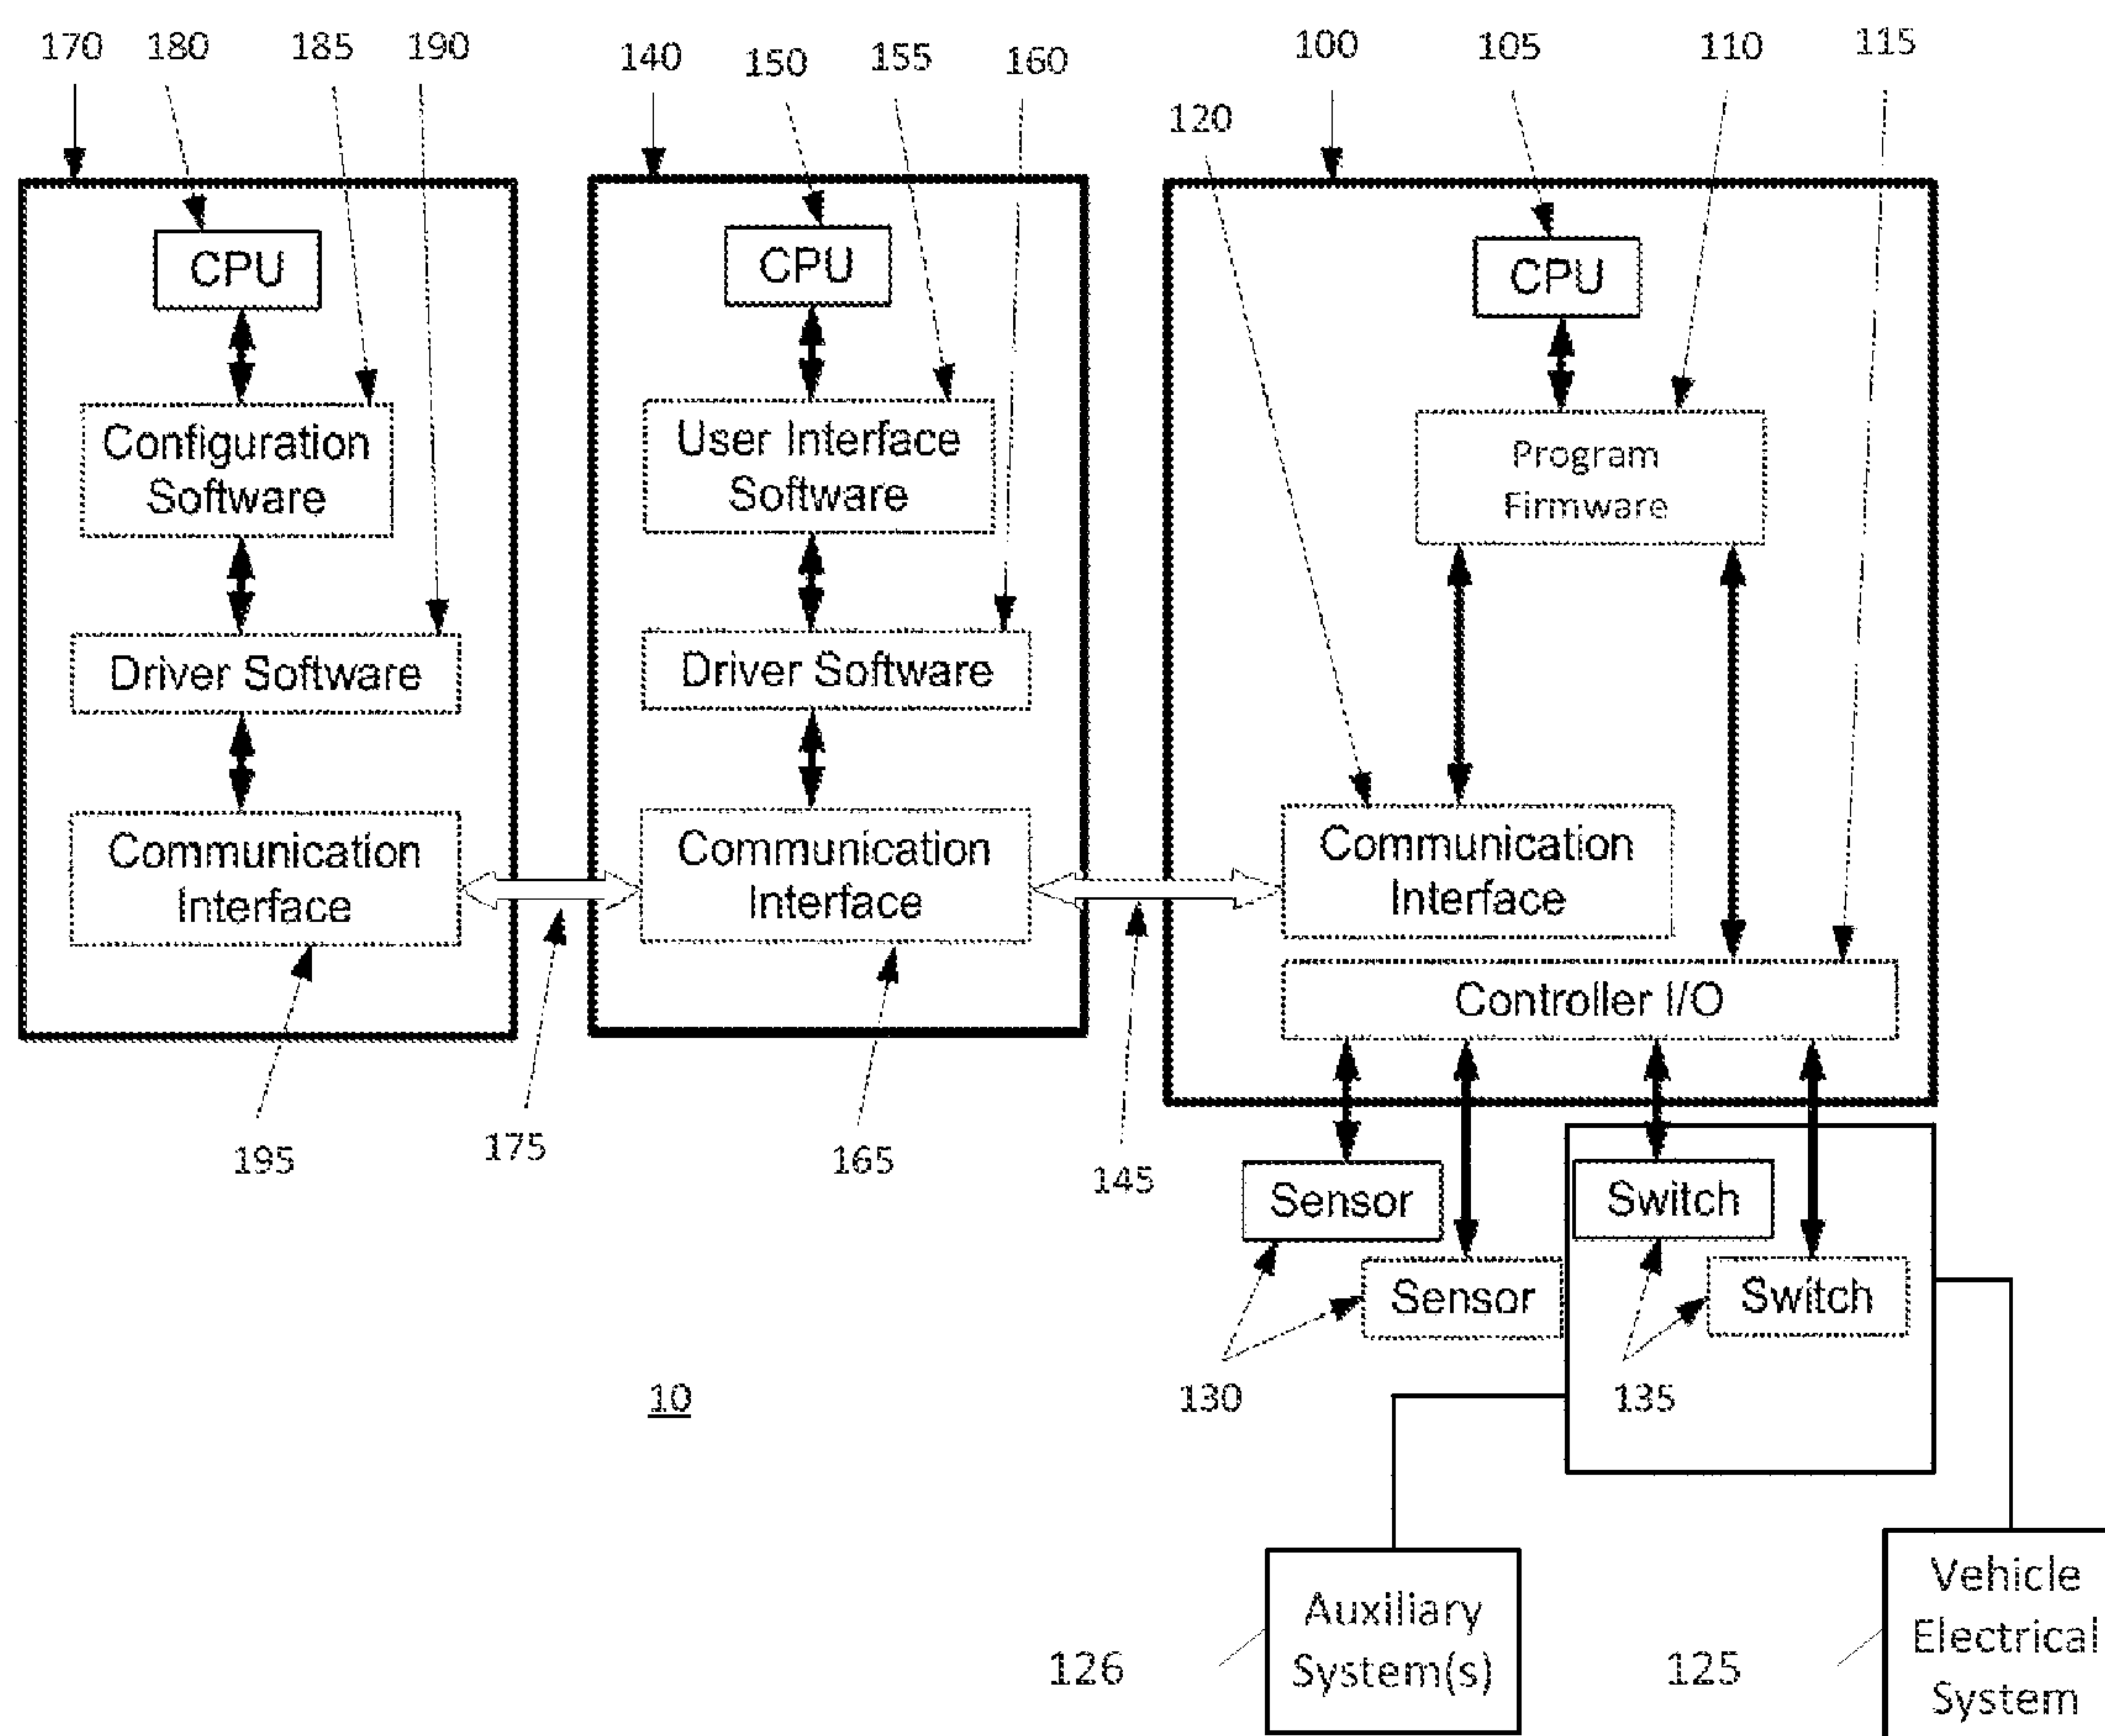 170
180
185
190
140
150
155
160
100
105
110
115
120
CPU
Configuration
Software
Driver Software
Communication
Interface
195
175
CPU
User Interface
Software
Driver Software
Communication
Interface
165
145
CPU
Program
Firmware
Communication
Interface
Controller I/O
Sensor
Sensor
130
Switch
Switch
135
10
Auxiliary
System(s)
126
Vehicle
Electrical
System
125